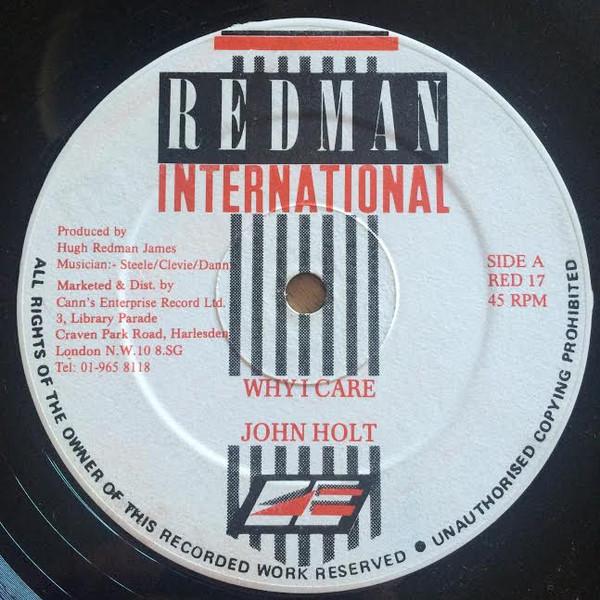 REDMAN
INTERNATIONAL
Produced by
Hugh Redman James
Musician:- Steele/Clevie/Dann
Marketed & Dist. by
Cann's Enterprise Record Ltd.
3, Library Parade
Craven Park Road, Harlesden
London N.W.10 8.SG
Tel: 01-965 8118
SIDE A
RED 17
45 RPM
WHY I CARE
JOHN HOLT
CE
ALL RIGHTS OF THE OWNER OF THIS RECORDED WORK RESERVED ● UNAUTHORISED COPYING PROHIBITED